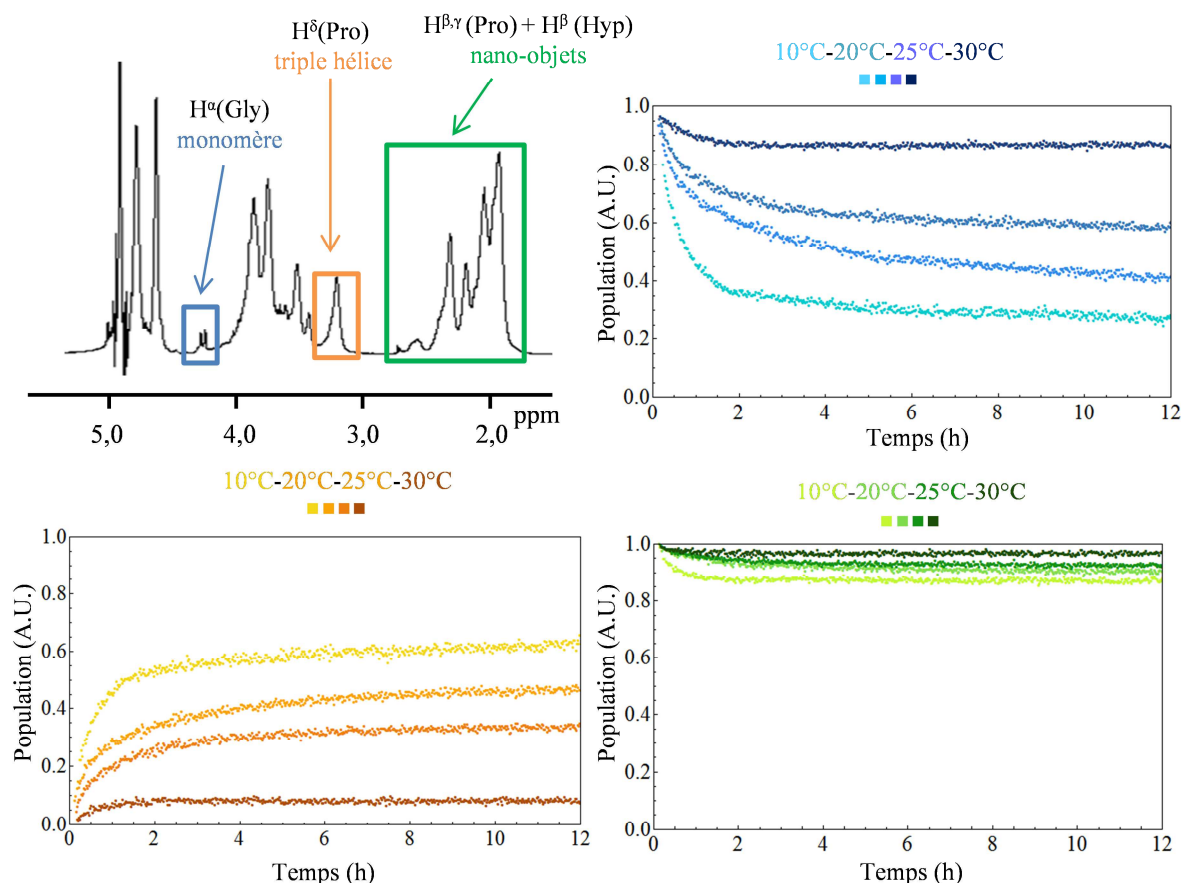 Hδ(Pro)
triple hélice
Hβ,γ (Pro) + Hβ (Hyp)
nano-objets
Hα(Gly)
monomère
5,0 4,0 3,0 2,0 ppm
10°C-20°C-25°C-30°C
Population (A.U.)
1.0
0.8
0.6
0.4
0.2
0.0
0 2 4 6 8 10 12
Temps (h)
10°C-20°C-25°C-30°C
Population (A.U.)
1.0
0.8
0.6
0.4
0.2
0.0
0 2 4 6 8 10 12
Temps (h)
10°C-20°C-25°C-30°C
Population (A.U.)
1.0
0.8
0.6
0.4
0.2
0.0
0 2 4 6 8 10 12
Temps (h)